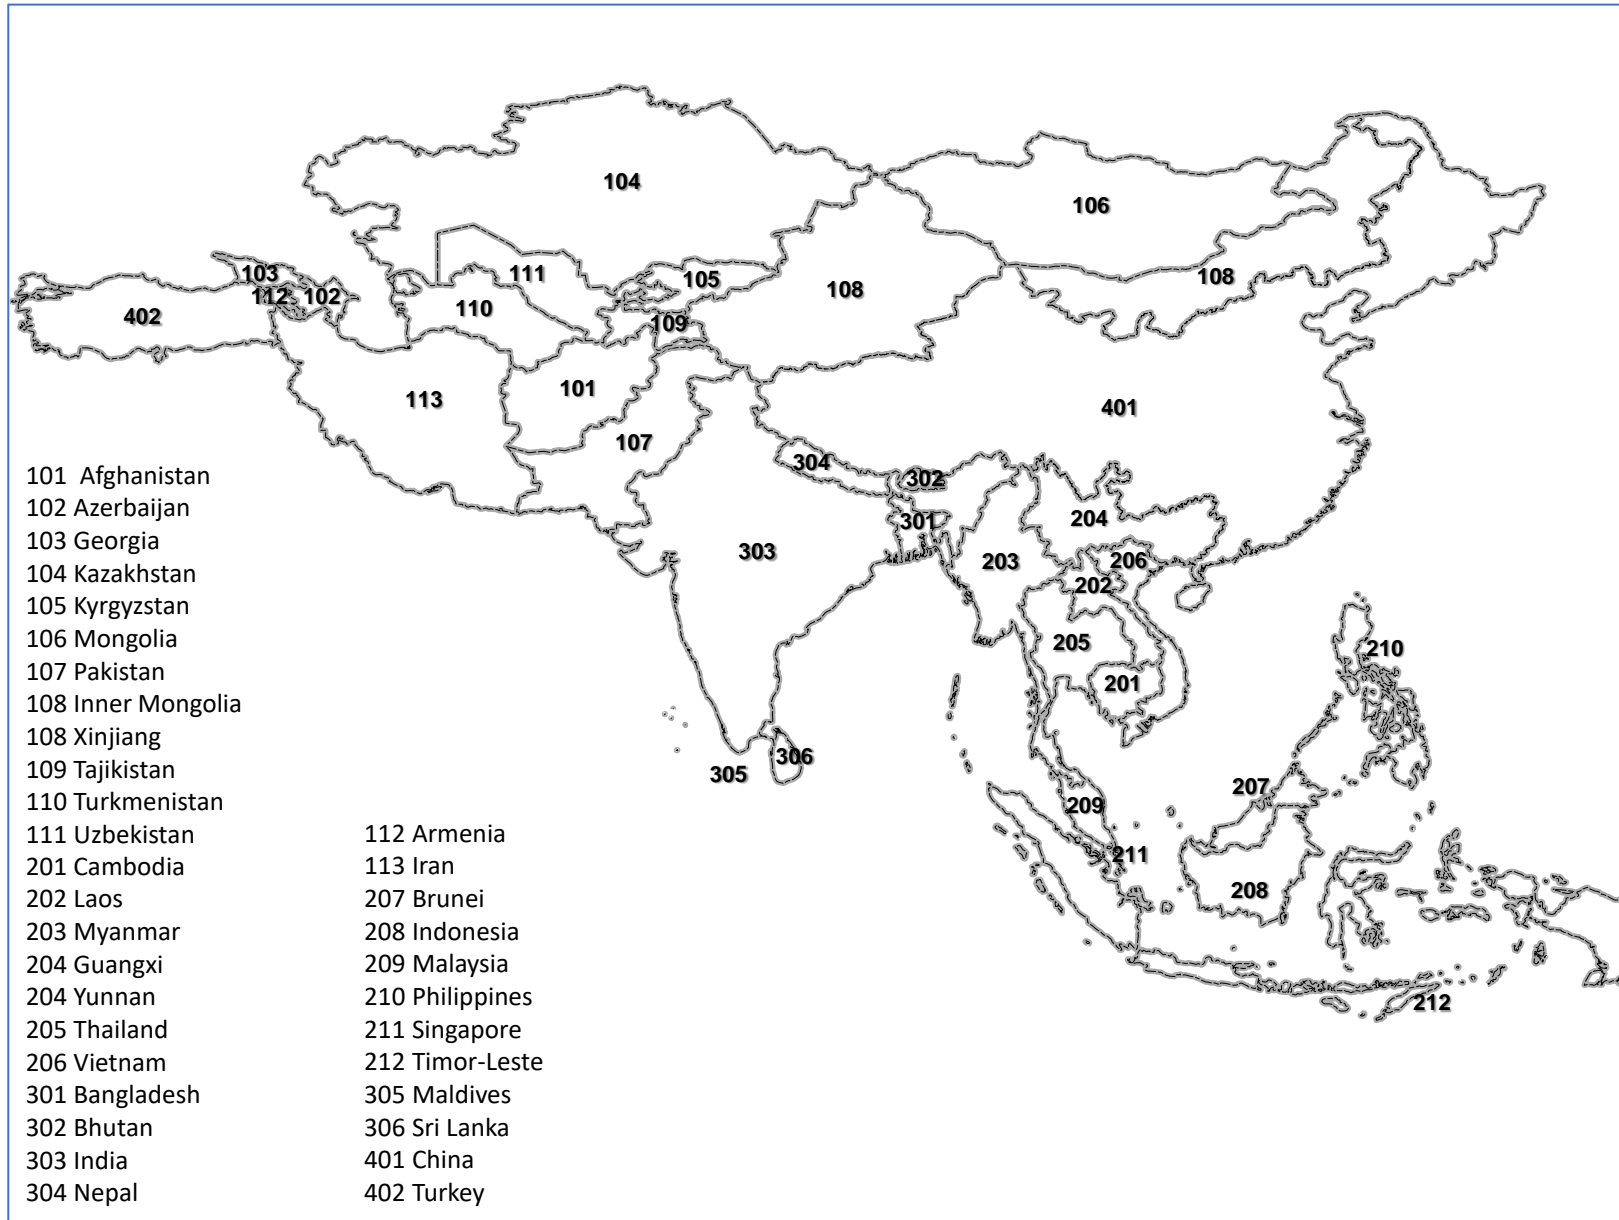 104
106
103
111
105
108
108
112
102
110
402
109
101
113
401
107
304
302
204
301
303
203
206
202
205
210
201
306
305
207
209
211
208
212
101 Afghanistan
102 Azerbaijan
103 Georgia
104 Kazakhstan
105 Kyrgyzstan
106 Mongolia
107 Pakistan
108 Inner Mongolia
108 Xinjiang
109 Tajikistan
110 Turkmenistan
111 Uzbekistan
201 Cambodia
202 Laos
203 Myanmar
204 Guangxi
204 Yunnan
205 Thailand
206 Vietnam
301 Bangladesh
302 Bhutan
303 India
304 Nepal
112 Armenia
113 Iran
207 Brunei
208 Indonesia
209 Malaysia
210 Philippines
211 Singapore
212 Timor-Leste
305 Maldives
306 Sri Lanka
401 China
402 Turkey